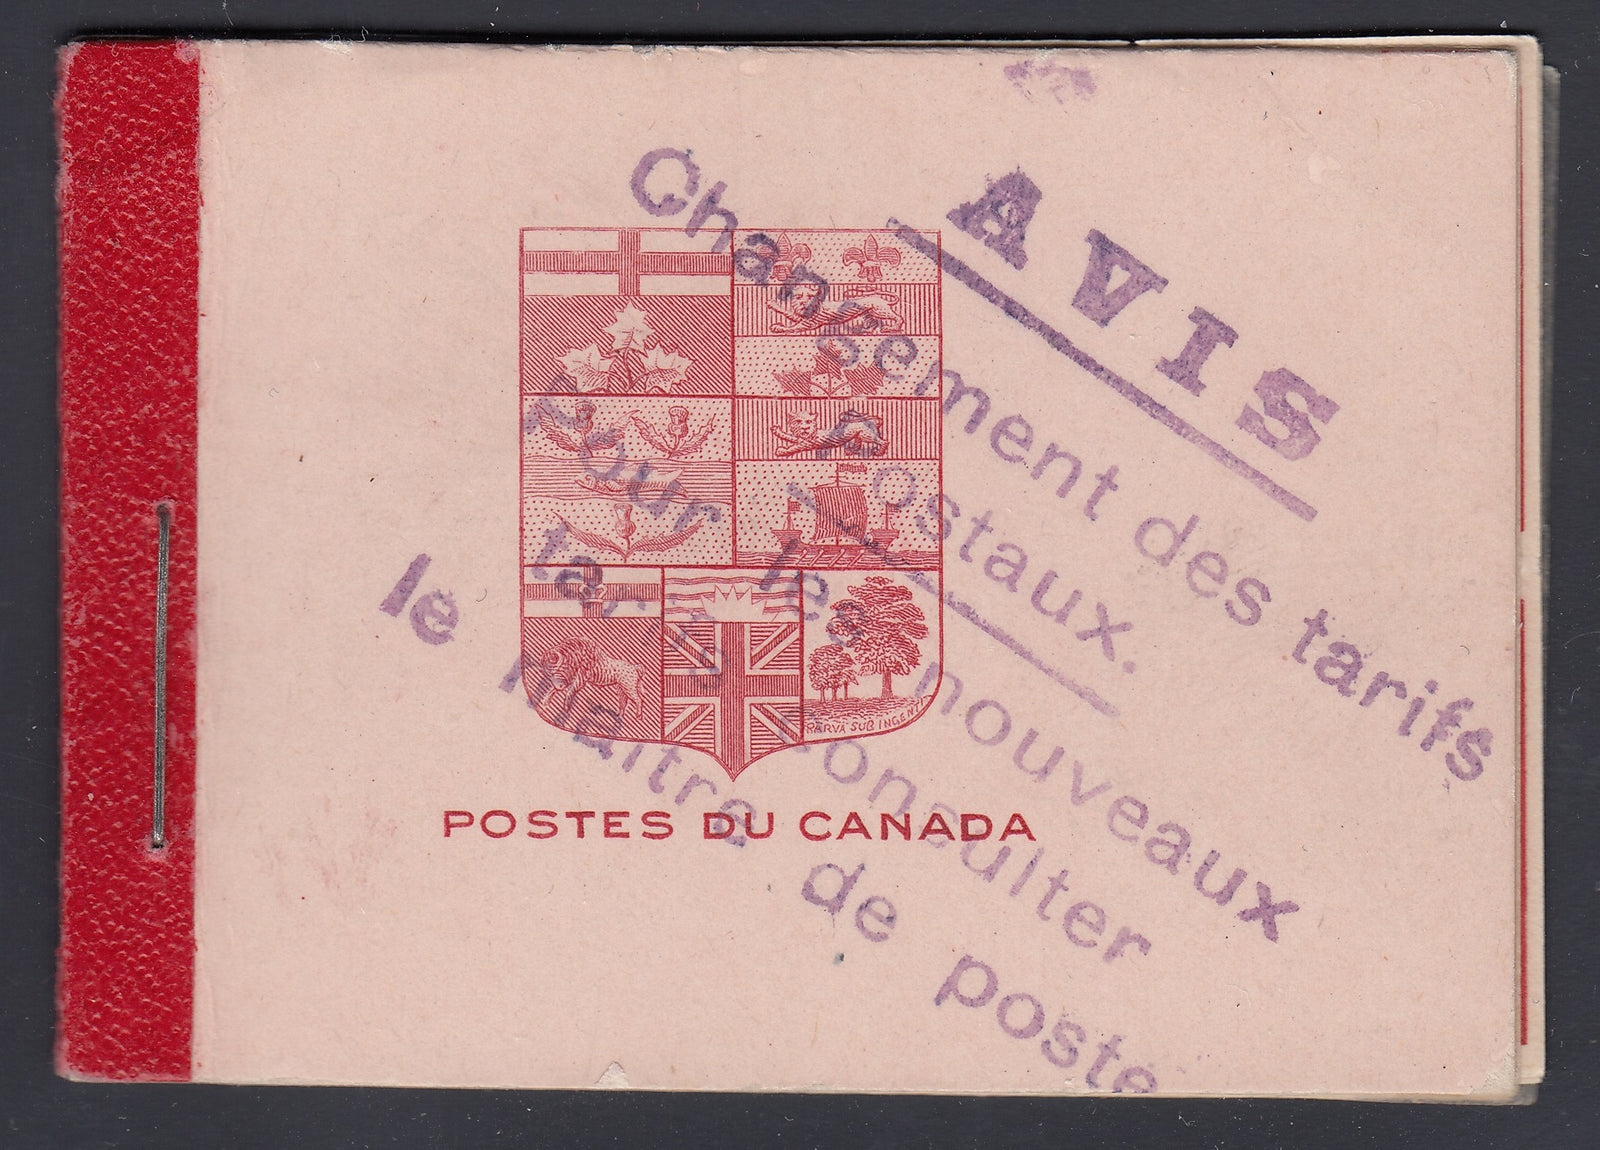 AVIS
Changement des tarifs
postaux.
Pour les nouveaux
tarifs consulter
le maître de poste
PARVA SUB INGENTI
POSTES DU CANADA